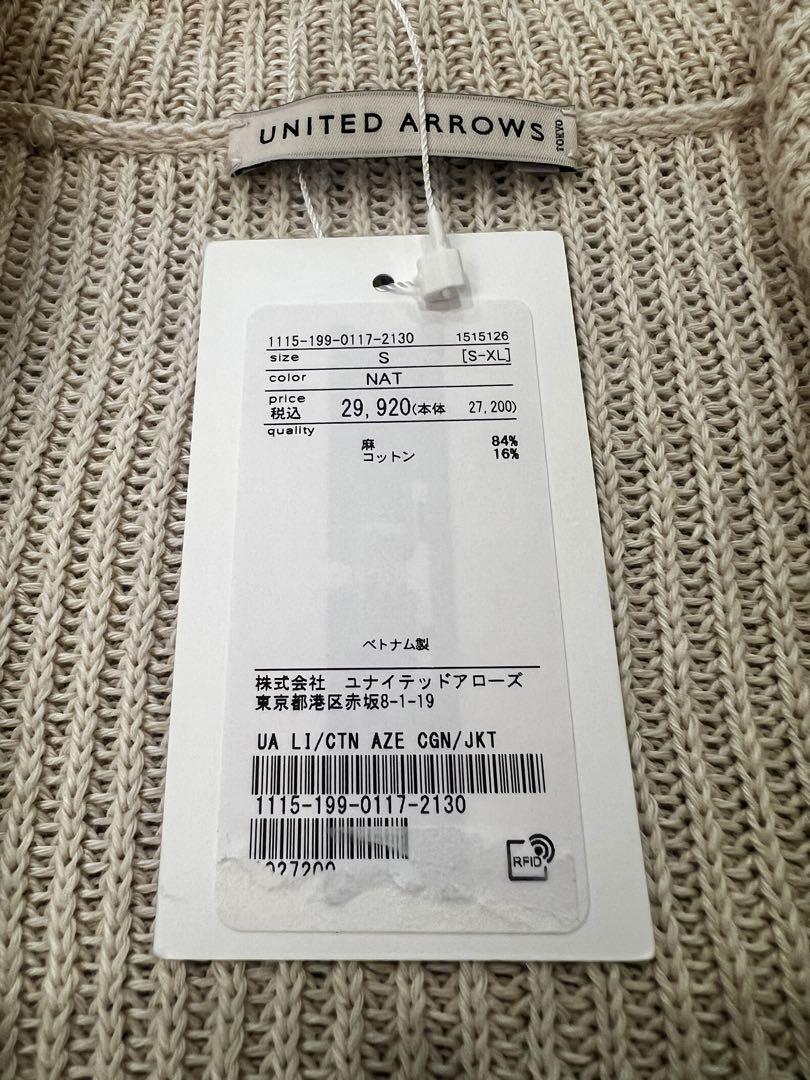 UNITED ARROWS
TOKYO
1115-199-0117-2130 1515126
size S [S-XL]
color NAT
price
税込 29,920(本体 27,200)
quality
麻 84%
コットン 16%
ベトナム製
株式会社 ユナイテッドアローズ
東京都港区赤坂8-1-19
UA LI/CTN AZE CGN/JKT
1115-199-0117-2130
RFID